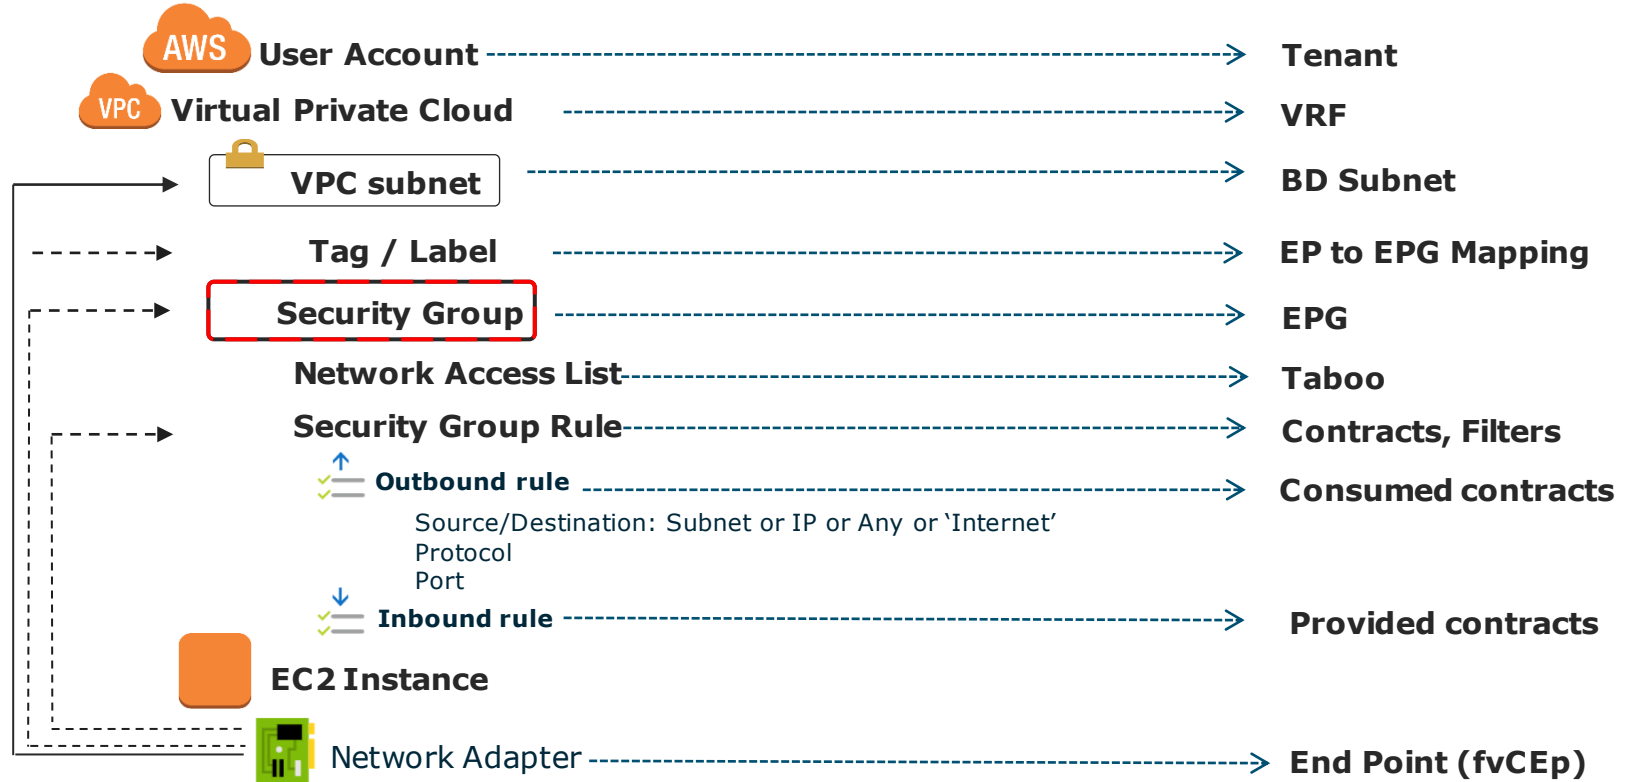 AWS User Account Tenant
VPC Virtual Private Cloud VRF
VPC subnet BD Subnet
Tag / Label EP to EPG Mapping
Security Group EPG
Network Access List Taboo
Security Group Rule Contracts, Filters
Outbound rule Consumed contracts
Source/Destination: Subnet or IP or Any or ‘Internet’
Protocol
Port
Inbound rule Provided contracts
EC2 Instance
Network Adapter End Point (fvCEp)